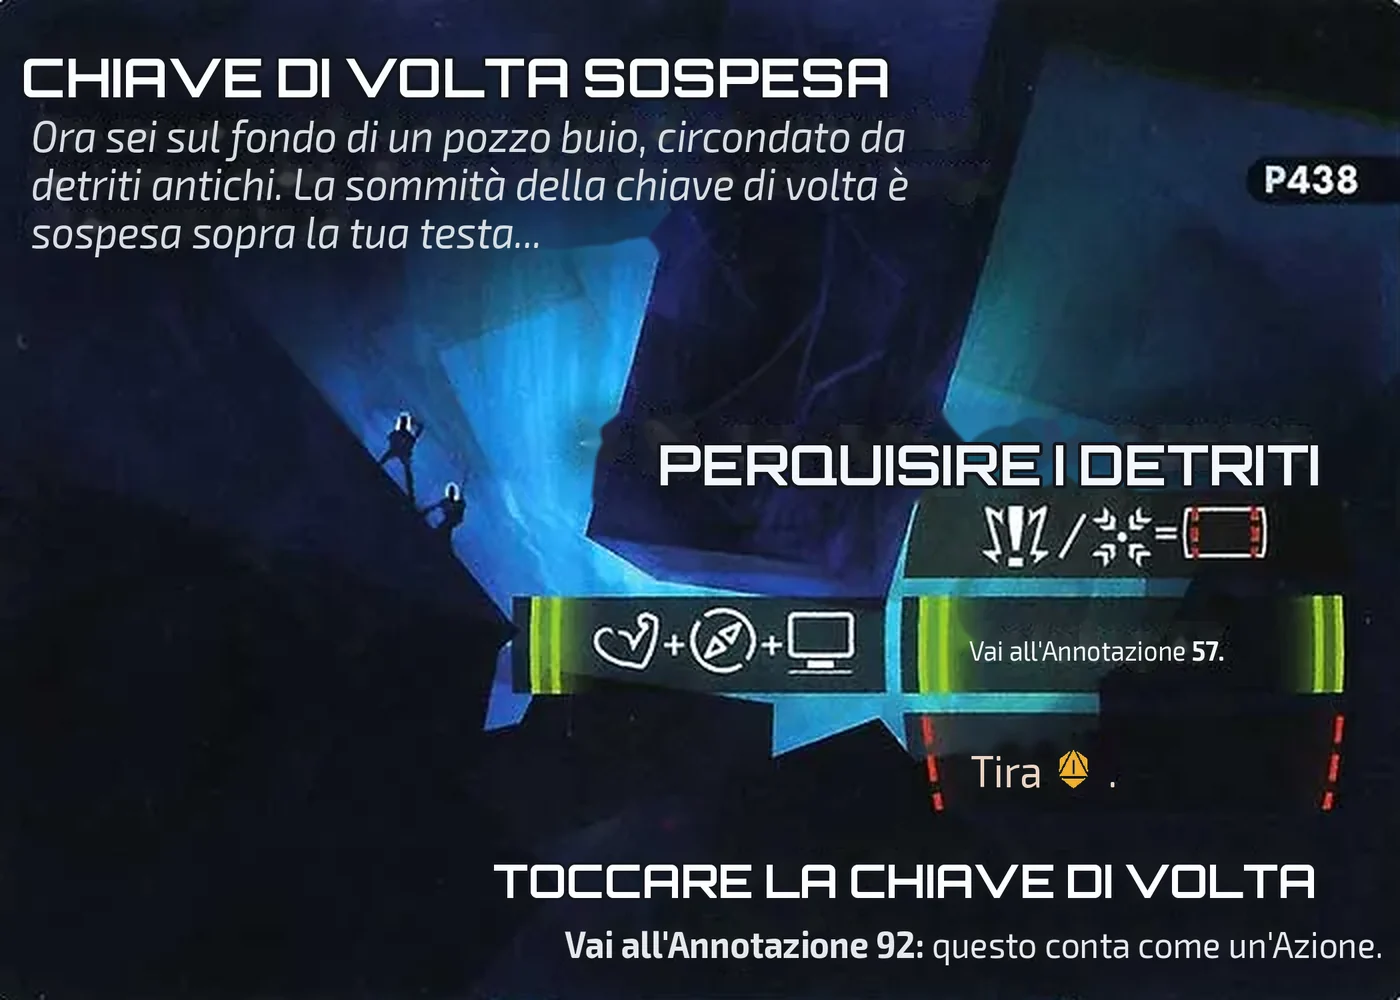 CHIAVE DI VOLTA SOSPESA
Ora sei sul fondo di un pozzo buio, circondato da
detriti antichi. La sommità della chiave di volta è
sospesa sopra la tua testa...
P438
PERQUISIRE I DETRITI
Vai all'Annotazione 57.
Tira .
TOCCARE LA CHIAVE DI VOLTA
Vai all'Annotazione 92: questo conta come un'Azione.